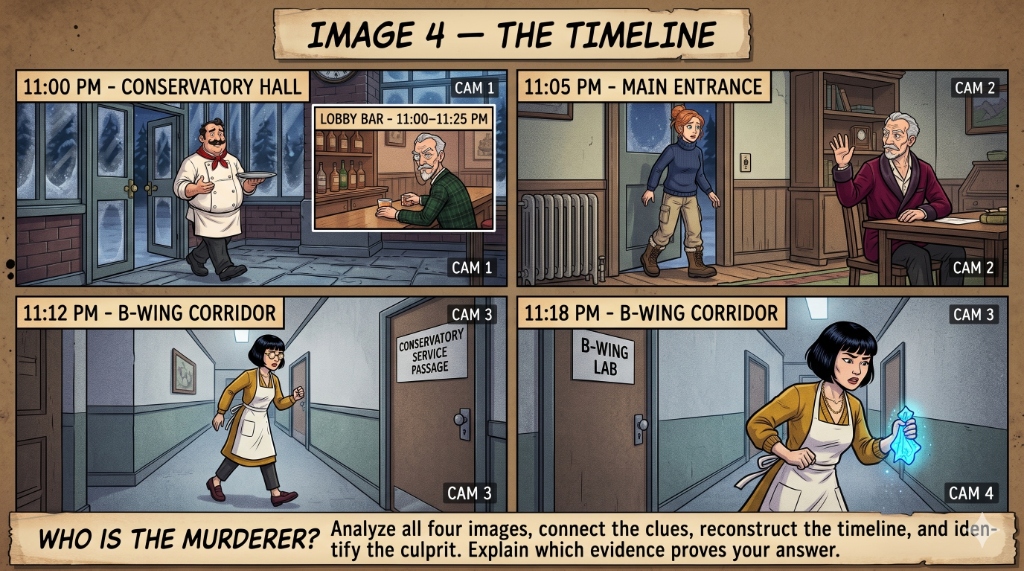 IMAGE 4 — THE TIMELINE
11:00 PM - CONSERVATORY HALL
CAM 1
LOBBY BAR - 11:00–11:25 PM
CAM 1
11:05 PM - MAIN ENTRANCE
CAM 2
CAM 2
11:12 PM - B-WING CORRIDOR
CAM 3
CONSERVATORY
SERVICE
PASSAGE
CAM 3
11:18 PM - B-WING CORRIDOR
CAM 3
B-WING
LAB
CAM 4
WHO IS THE MURDERER?
Analyze all four images, connect the clues, reconstruct the timeline, and iden-
tify the culprit. Explain which evidence proves your answer.